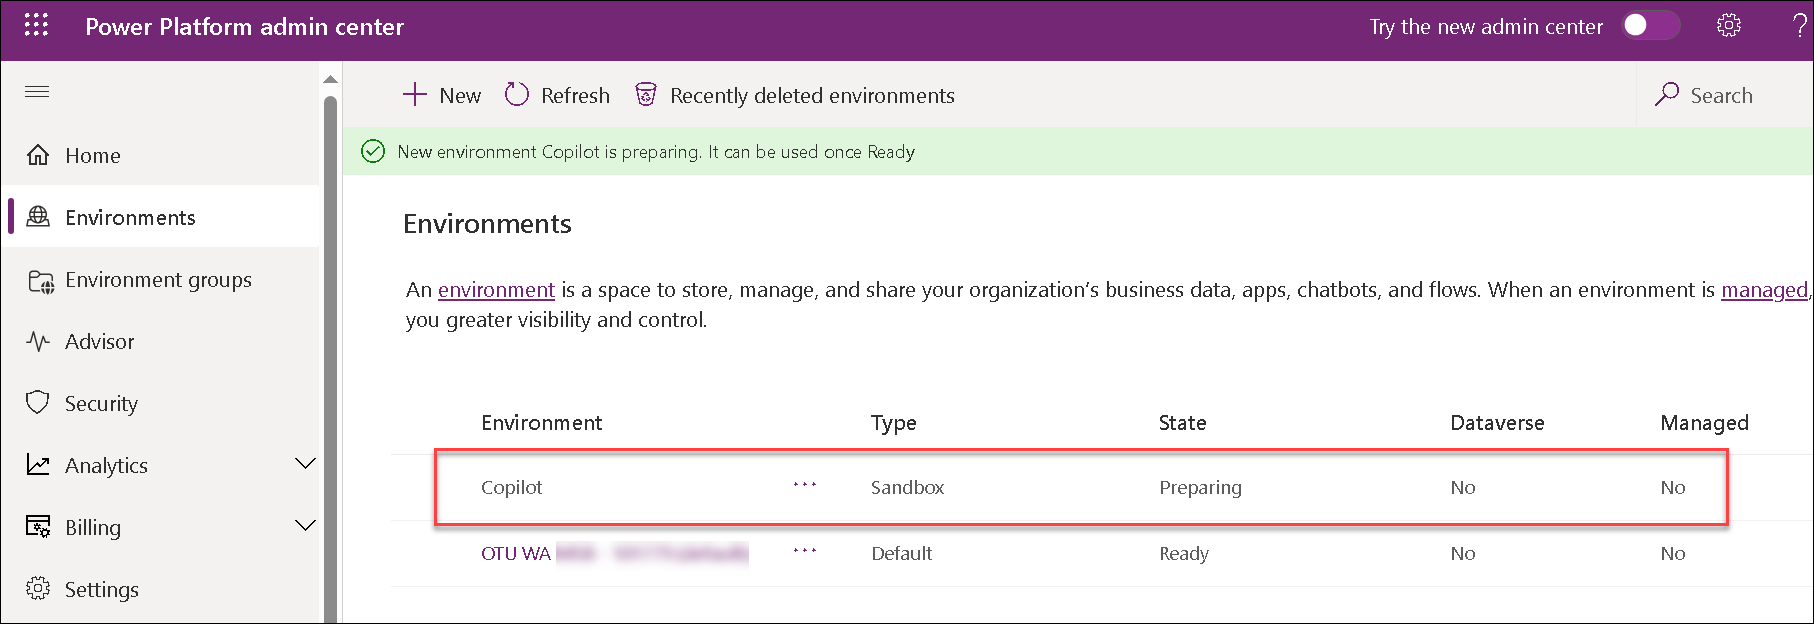 Power Platform admin center
Try the new admin center
New
Refresh
Recently deleted environments
Search
Home
Environments
Environment groups
Advisor
Security
Analytics
Billing
Settings
New environment Copilot is preparing. It can be used once Ready
Environments
An environment is a space to store, manage, and share your organization's business data, apps, chatbots, and flows. When an environment is managed,
you greater visibility and control.
Environment Type State Dataverse Managed
Copilot ... Sandbox Preparing No No
OTU WA ... Default Ready No No